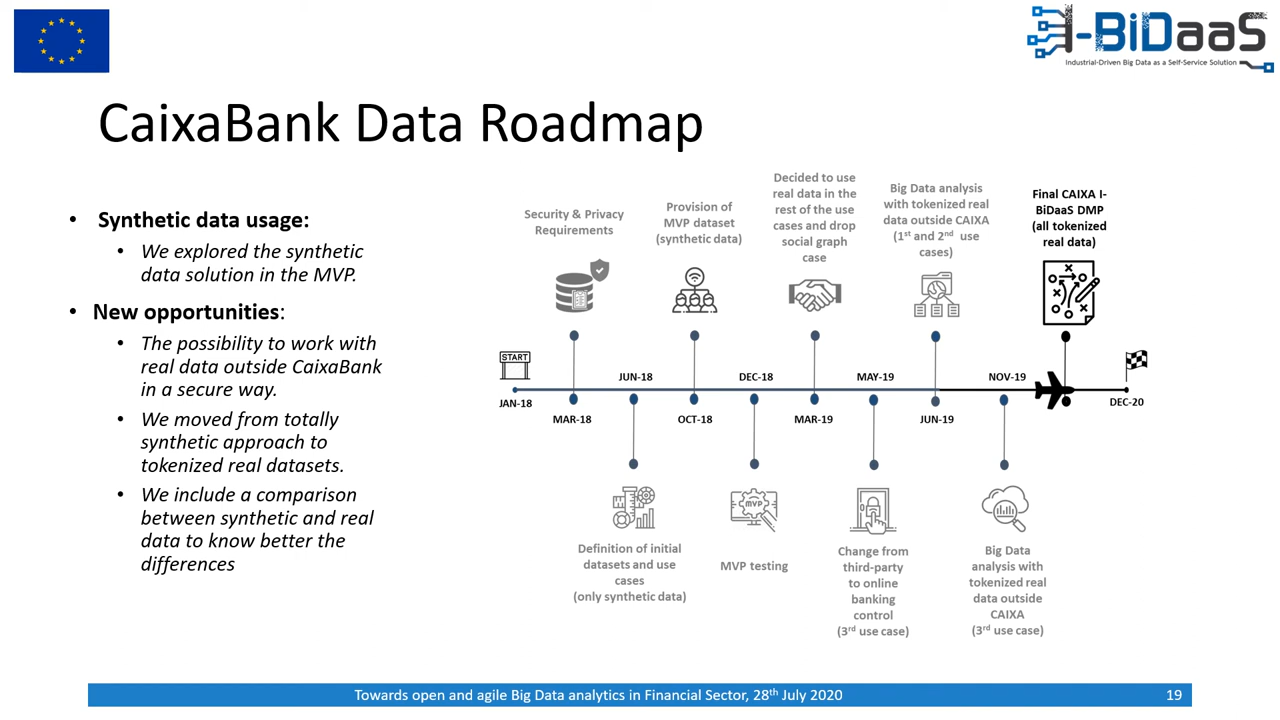 I-BiDaaS
Industrial-Driven Big Data as a Self-Service Solution
CaixaBank Data Roadmap
• Synthetic data usage:
• We explored the synthetic
data solution in the MVP.
• New opportunities:
• The possibility to work with
real data outside CaixaBank
in a secure way.
• We moved from totally
synthetic approach to
tokenized real datasets.
• We include a comparison
between synthetic and real
data to know better the
differences
Security & Privacy
Requirements
Provision of
MVP dataset
(synthetic data)
Decided to use
real data in the
rest of the use
cases and drop
social graph
case
Big Data analysis
with tokenized real
data outside CAIXA
(1st and 2nd use
cases)
Final CAIXA I-
BiDaaS DMP
(all tokenized
real data)
START
JAN-18
MAR-18
JUN-18
OCT-18
DEC-18
MAR-19
MAY-19
JUN-19
NOV-19
DEC-20
MVP
Definition of initial
datasets and use
cases
(only synthetic data)
MVP testing
Change from
third-party
to online
banking
control
(3rd use case)
Big Data
analysis with
tokenized real
data outside
CAIXA
(3rd use case)
Towards open and agile Big Data analytics in Financial Sector, 28th July 2020
19